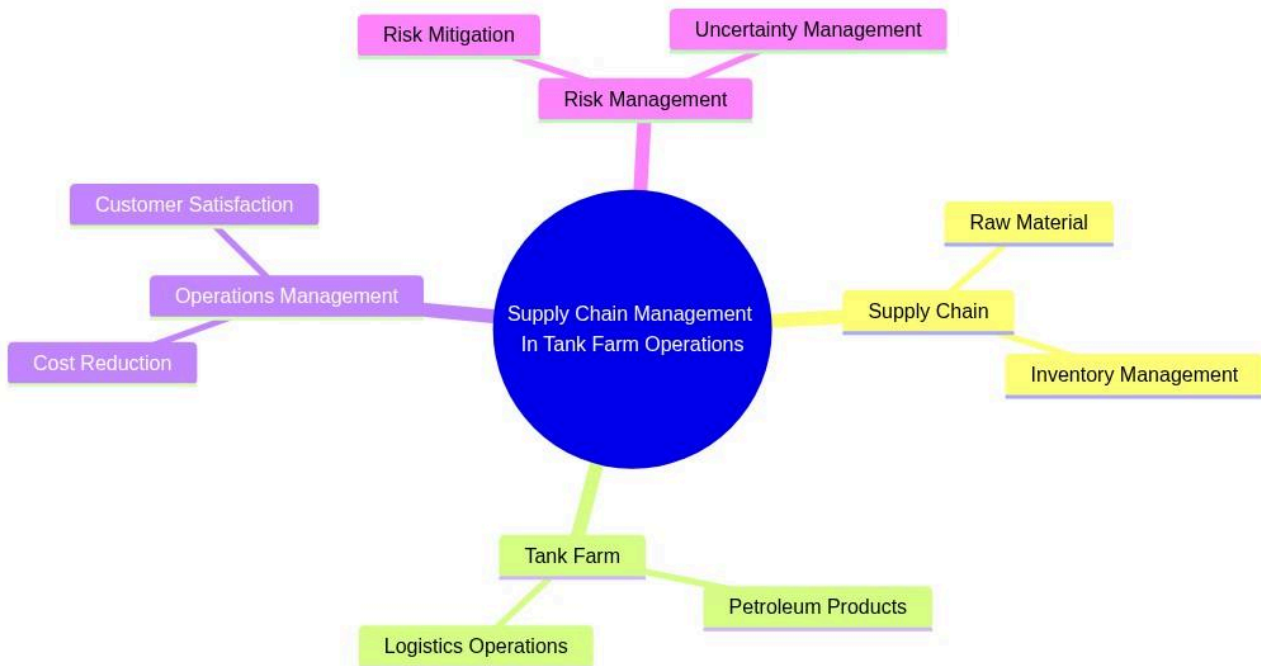 Risk Mitigation
Uncertainty Management
Risk Management
Customer Satisfaction
Operations Management
Cost Reduction
Supply Chain Management
In Tank Farm Operations
Raw Material
Supply Chain
Inventory Management
Tank Farm
Petroleum Products
Logistics Operations